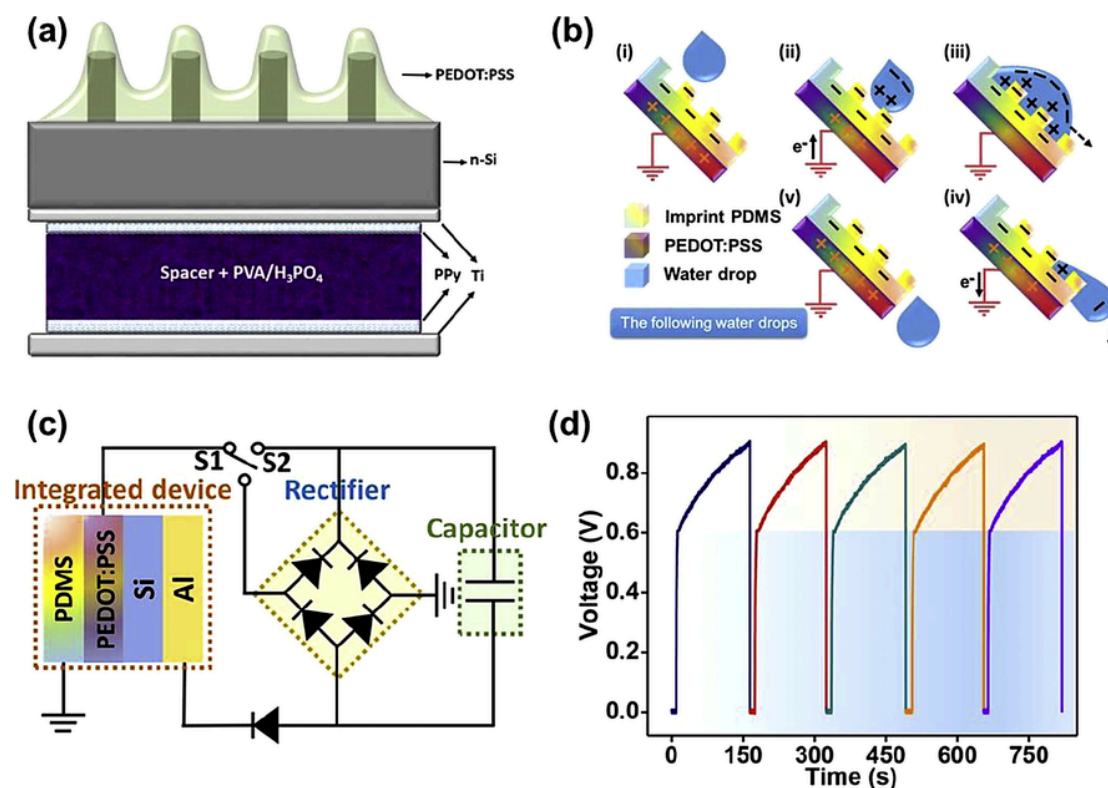 (a)
PEDOT:PSS
n-Si
Spacer + PVA/H₃PO₄
PPy Ti
(b)
(i)
(ii)
(iii)
e-
(v)
(iv)
e-
Imprint PDMS
PEDOT:PSS
Water drop
The following water drops
(c)
S1 S2
Integrated device
Rectifier
Capacitor
PDMS
PEDOT:PSS
Si
Al
(d)
Voltage (V)
0.8
0.6
0.4
0.2
0.0
0 150 300 450 600 750
Time (s)